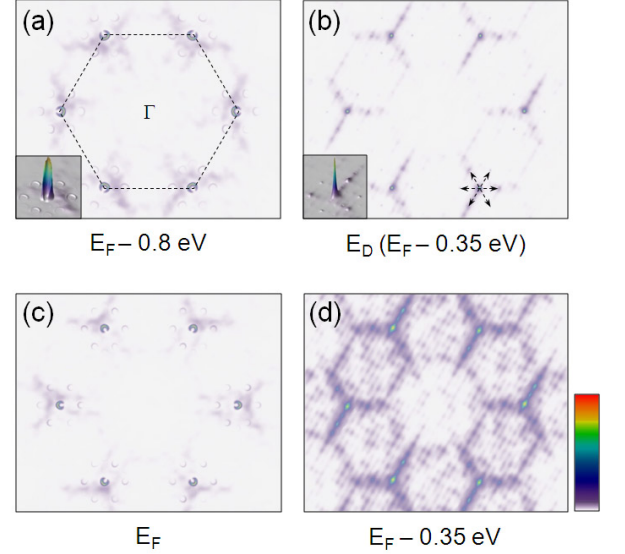 (a)
(b)
Γ
E_F – 0.8 eV
E_D (E_F – 0.35 eV)
(c)
(d)
E_F
E_F – 0.35 eV